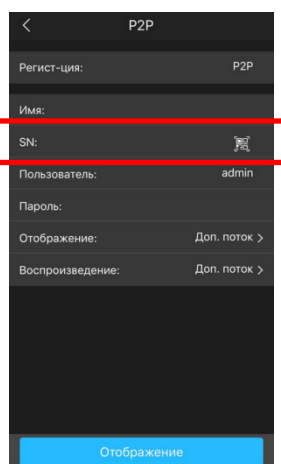 P2P
Регист-ция: P2P
Имя:
SN:
Пользователь: admin
Пароль:
Отображение: Доп. поток
Воспроизведение: Доп. поток
Отображение